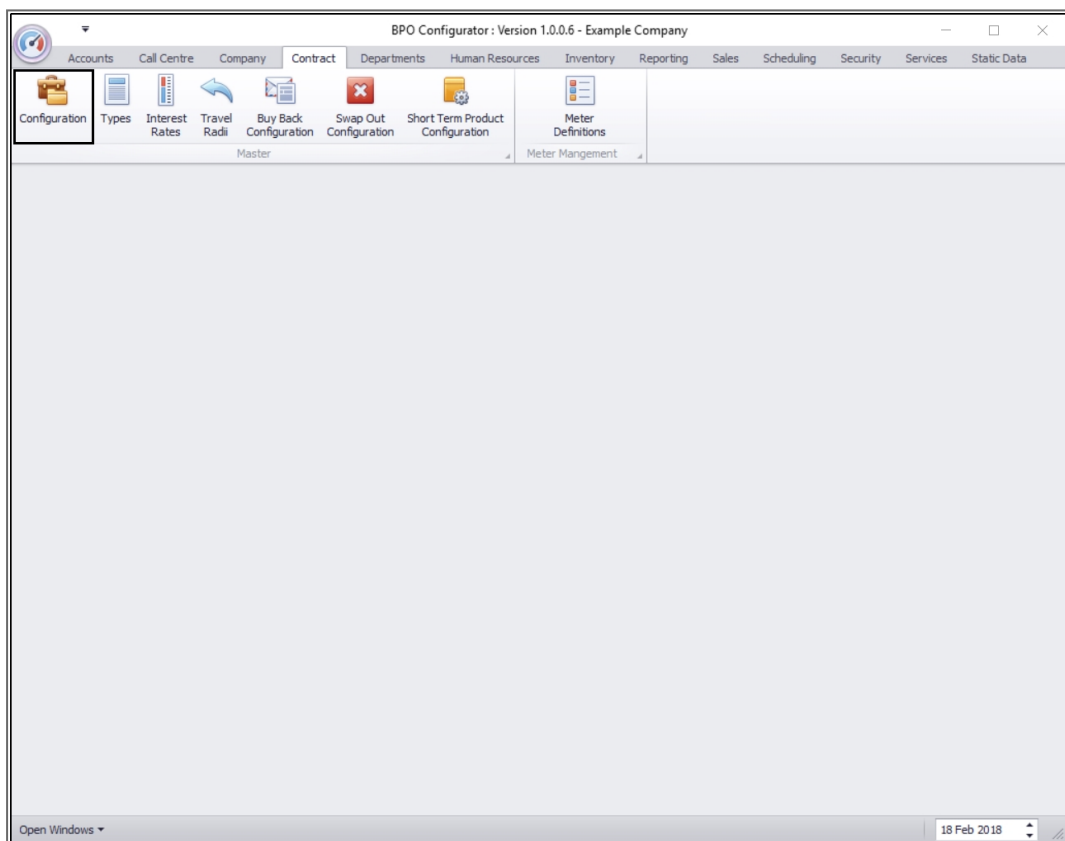 BPO Configurator : Version 1.0.0.6 - Example Company
Accounts Call Centre Company Contract Departments Human Resources Inventory Reporting Sales Scheduling Security Services Static Data
Configuration Types Interest Travel Buy Back Swap Out Short Term Product Meter
Rates Radii Configuration Configuration Configuration Definitions
Master Meter Mangement
Open Windows 18 Feb 2018